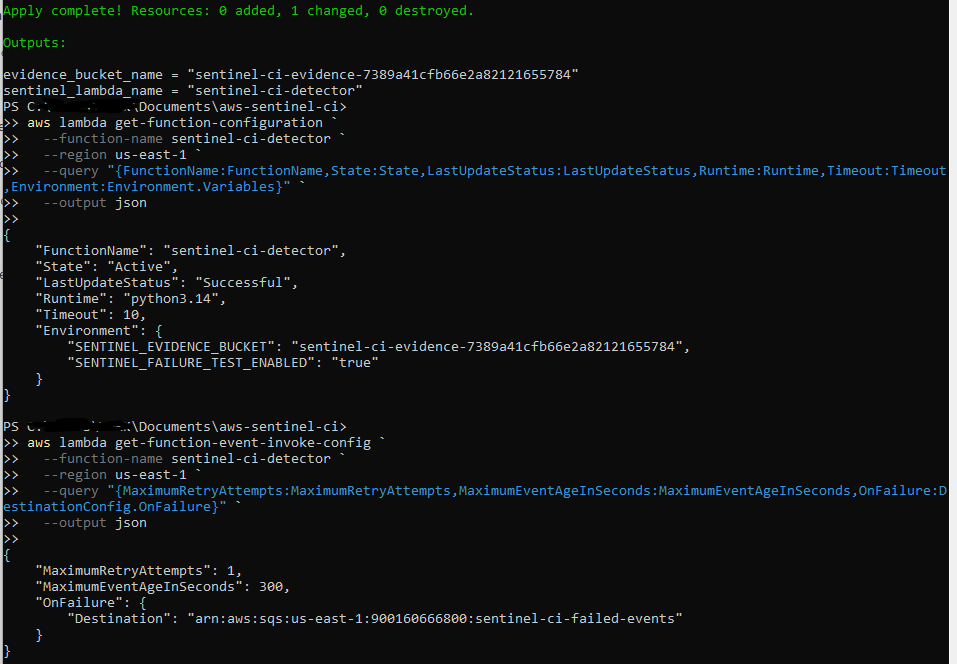 Apply complete! Resources: 0 added, 1 changed, 0 destroyed.
Outputs:
evidence_bucket_name = "sentinel-ci-evidence-7389a41cfb66e2a82121655784"
sentinel_lambda_name = "sentinel-ci-detector"
PS C:\Documents\aws-sentinel-ci>
>> aws lambda get-function-configuration `
>>   --function-name sentinel-ci-detector `
>>   --region us-east-1 `
>>   --query "{FunctionName:FunctionName,State:State,LastUpdateStatus:LastUpdateStatus,Runtime:Runtime,Timeout:Timeout
,Environment:Environment.Variables}" `
>>   --output json
>>
{
    "FunctionName": "sentinel-ci-detector",
    "State": "Active",
    "LastUpdateStatus": "Successful",
    "Runtime": "python3.14",
    "Timeout": 10,
    "Environment": {
        "SENTINEL_EVIDENCE_BUCKET": "sentinel-ci-evidence-7389a41cfb66e2a82121655784",
        "SENTINEL_FAILURE_TEST_ENABLED": "true"
    }
}
PS C:\Documents\aws-sentinel-ci>
>> aws lambda get-function-event-invoke-config `
>>   --function-name sentinel-ci-detector `
>>   --region us-east-1 `
>>   --query "{MaximumRetryAttempts:MaximumRetryAttempts,MaximumEventAgeInSeconds:MaximumEventAgeInSeconds,OnFailure:D
estinationConfig.OnFailure}" `
>>   --output json
>>
{
    "MaximumRetryAttempts": 1,
    "MaximumEventAgeInSeconds": 300,
    "OnFailure": {
        "Destination": "arn:aws:sqs:us-east-1:900160666800:sentinel-ci-failed-events"
    }
}